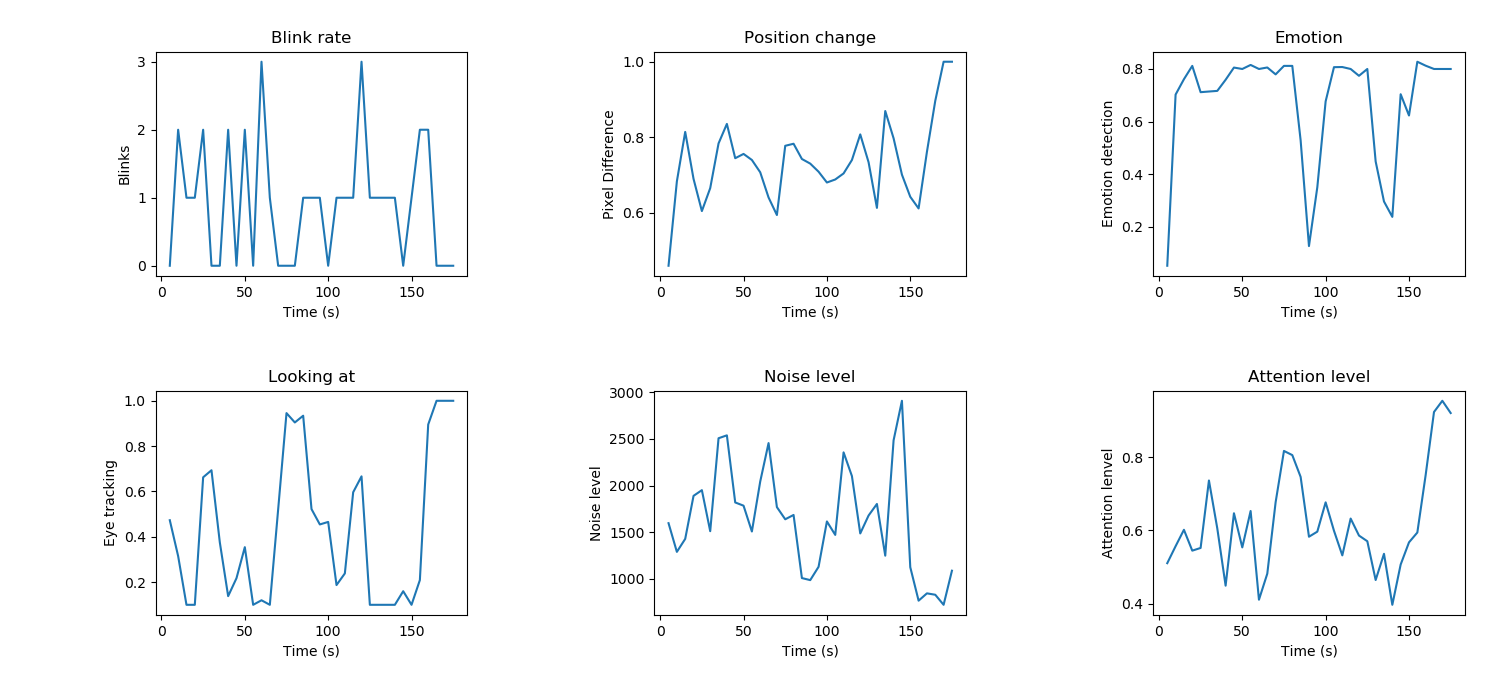 Blink rate
Blinks
3
2
1
0
0 50 100 150
Time (s)
Position change
Pixel Difference
1.0
0.8
0.6
0 50 100 150
Time (s)
Emotion
Emotion detection
0.8
0.6
0.4
0.2
0 50 100 150
Time (s)
Looking at
Eye tracking
1.0
0.8
0.6
0.4
0.2
0 50 100 150
Time (s)
Noise level
Noise level
3000
2500
2000
1500
1000
0 50 100 150
Time (s)
Attention level
Attention lenvel
0.8
0.6
0.4
0 50 100 150
Time (s)